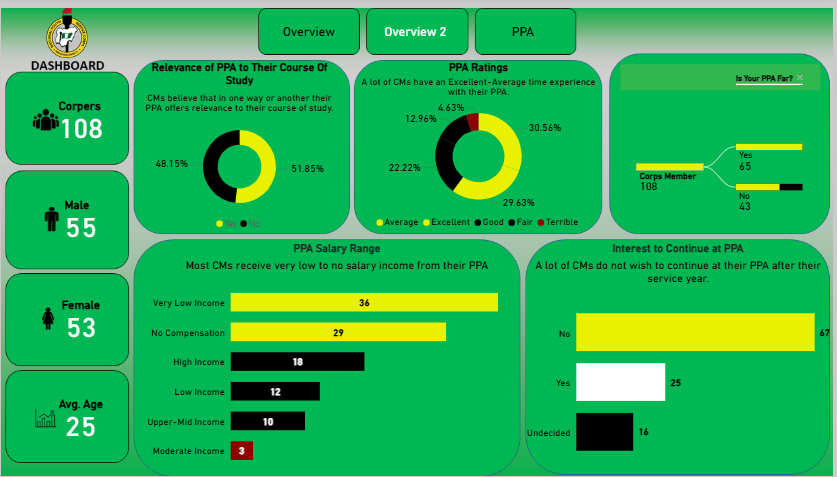 Overview
Overview 2
PPA
DASHBOARD
Corpers
108
Male
55
Female
53
Avg. Age
25
Relevance of PPA to Their Course Of
Study
CMs believe that in one way or another their
PPA offers relevance to their course of study.
48.15%
51.85%
Yes No
PPA Ratings
A lot of CMs have an Excellent-Average time experience
with their PPA.
4.63%
12.96%
30.56%
22.22%
29.63%
Average Excellent Good Fair Terrible
Is Your PPA Far?
Corps Member
108
Yes
65
No
43
PPA Salary Range
Most CMs receive very low to no salary income from their PPA
Very Low Income 36
No Compensation 29
High Income 18
Low Income 12
Upper-Mid Income 10
Moderate Income 3
Interest to Continue at PPA
A lot of CMs do not wish to continue at their PPA after their
service year.
No 67
Yes 25
Undecided 16